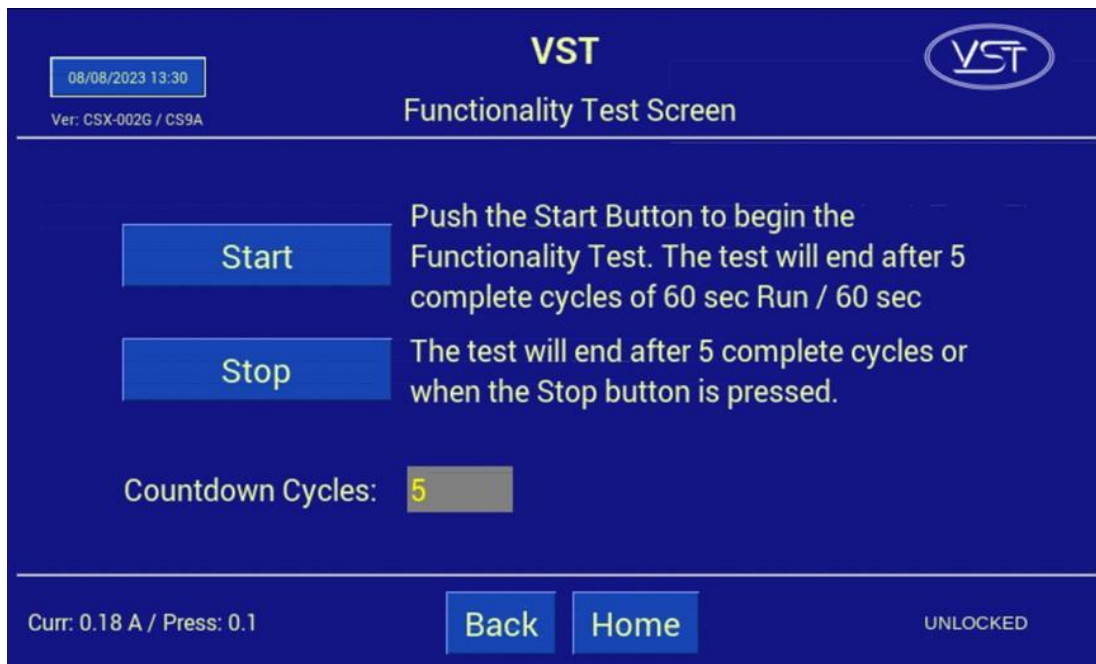 VST
VST
08/08/2023 13:30
Ver: CSX-002G / CS9A
Functionality Test Screen
Start
Push the Start Button to begin the
Functionality Test. The test will end after 5
complete cycles of 60 sec Run / 60 sec
Stop
The test will end after 5 complete cycles or
when the Stop button is pressed.
Countdown Cycles: 5
Curr: 0.18 A / Press: 0.1
Back
Home
UNLOCKED